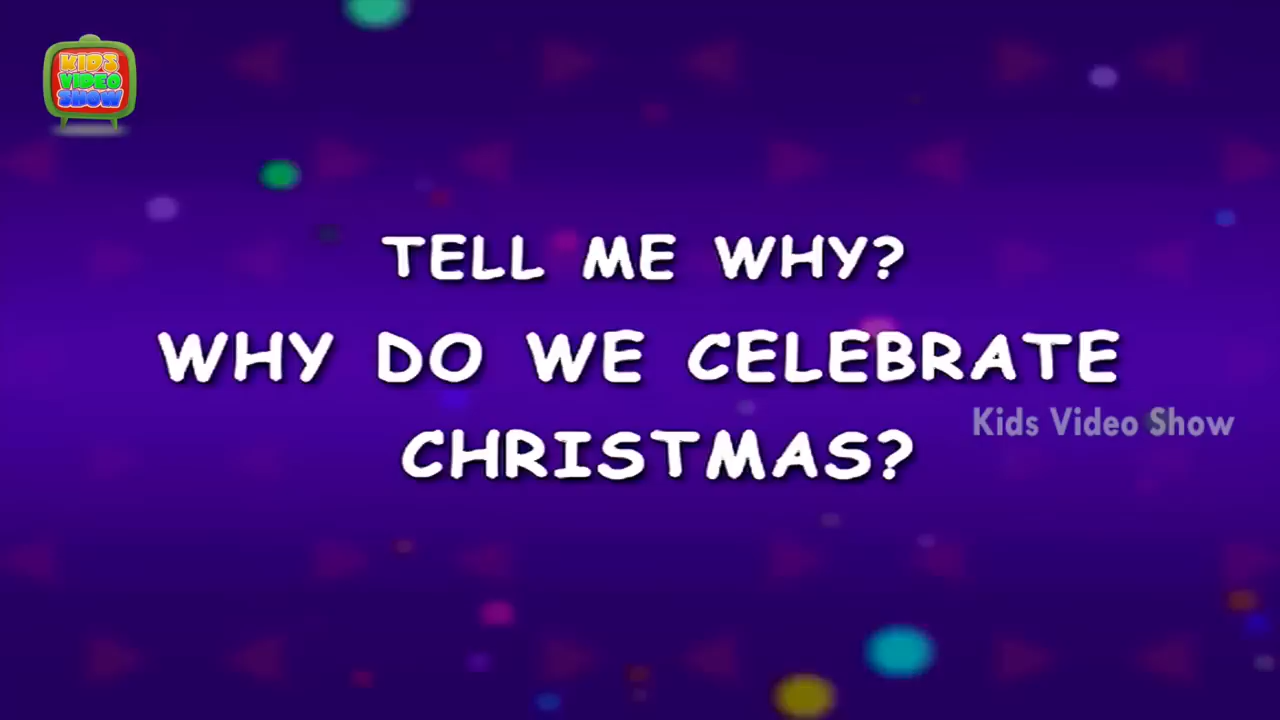 KIDS
VIDEO
SHOW
TELL ME WHY?
WHY DO WE CELEBRATE
CHRISTMAS?
Kids Video Show